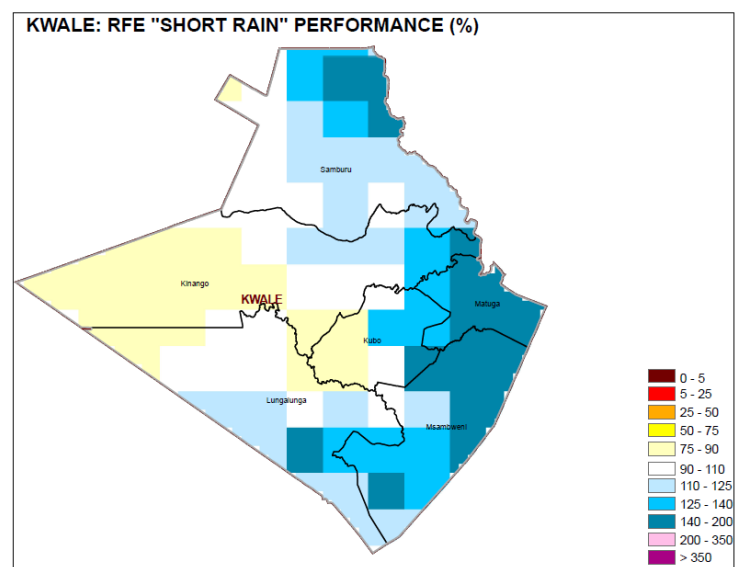 KWALE: RFE "SHORT RAIN" PERFORMANCE (%)
Samburu
Kinango
KWALE
Matuga
Kubo
Lungalunga
Msambweni
0 - 5
5 - 25
25 - 50
50 - 75
75 - 90
90 - 110
110 - 125
125 - 140
140 - 200
200 - 350
> 350